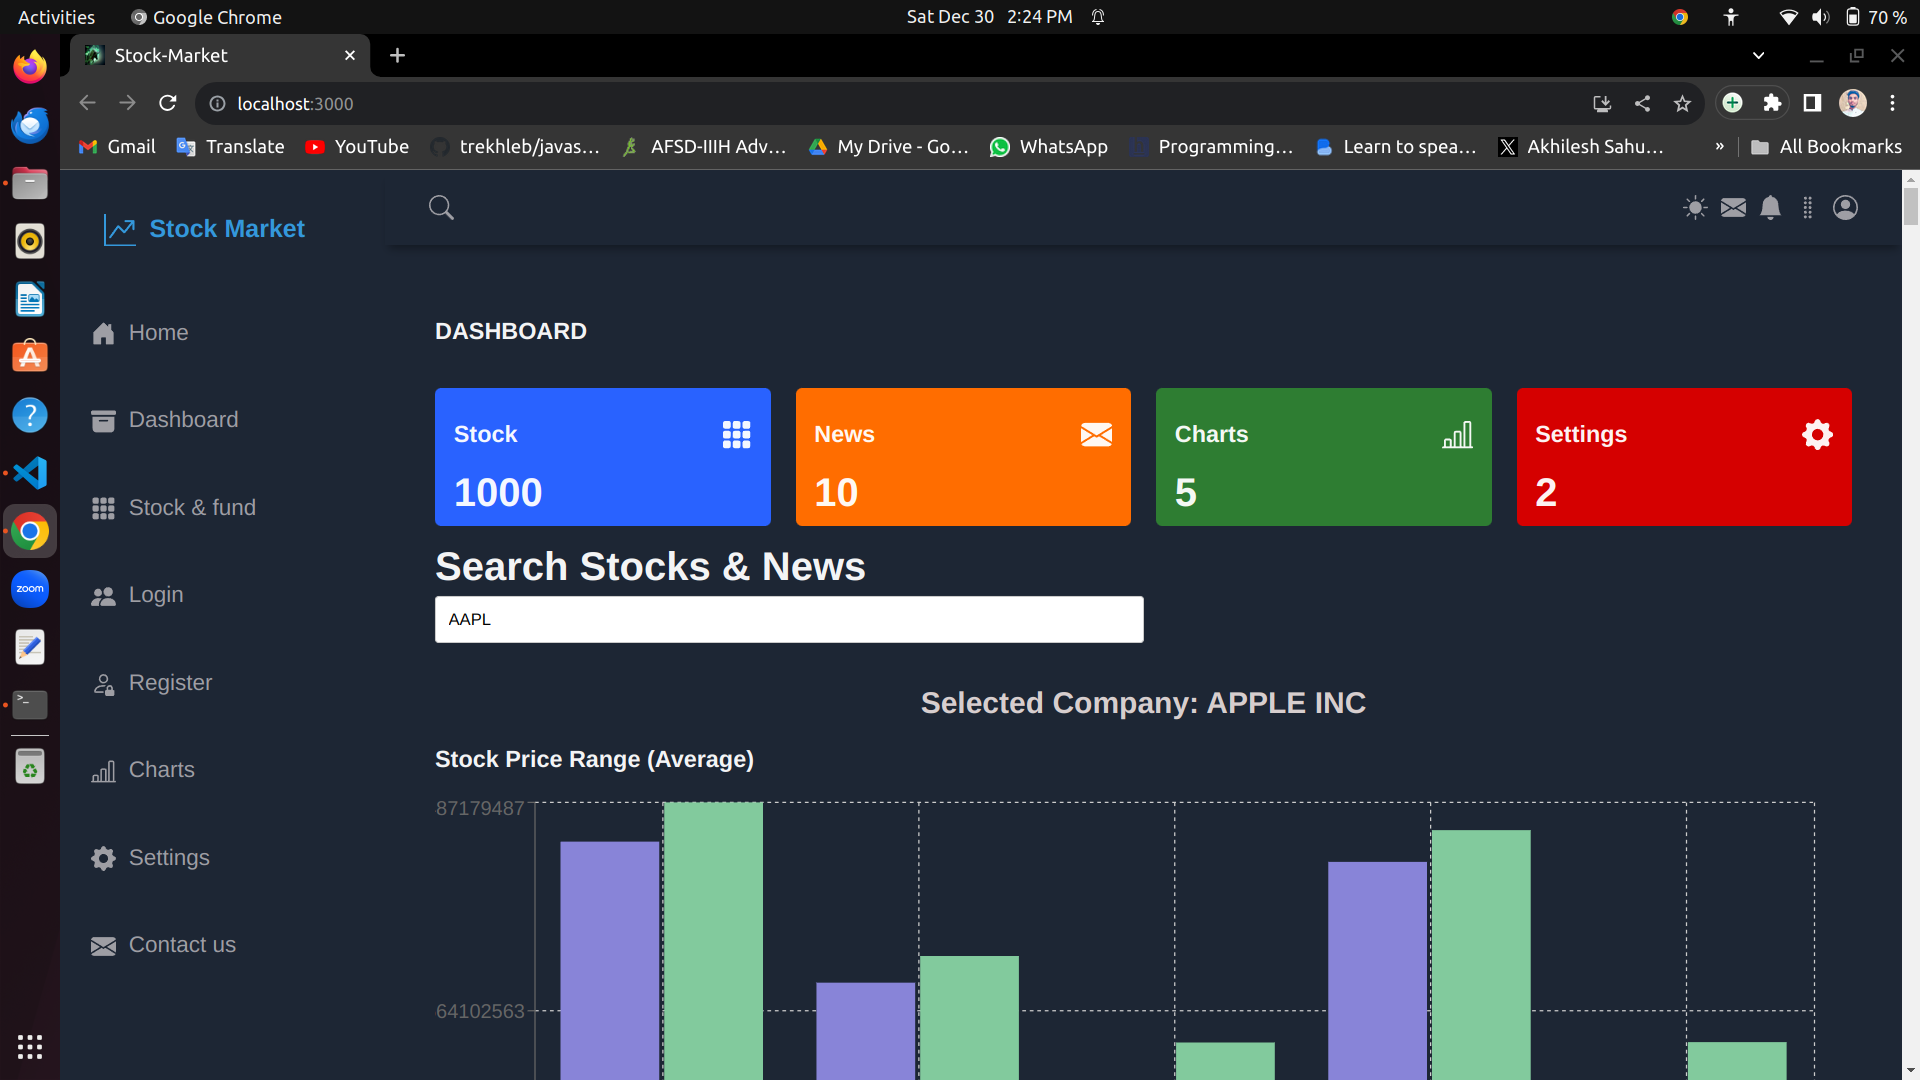 Activities
Google Chrome
Sat Dec 30 2:24 PM
70 %
Stock-Market
localhost:3000
Gmail
Translate
YouTube
trekhleb/javas...
AFSD-IIIH Adv...
My Drive - Go...
WhatsApp
Programming...
Learn to spea...
Akhilesh Sahu...
»
All Bookmarks
zoom
Stock Market
Home
Dashboard
Stock & fund
Login
Register
Charts
Settings
Contact us
DASHBOARD
Stock
1000
News
10
Charts
5
Settings
2
Search Stocks & News
AAPL
Selected Company: APPLE INC
Stock Price Range (Average)
87179487
64102563